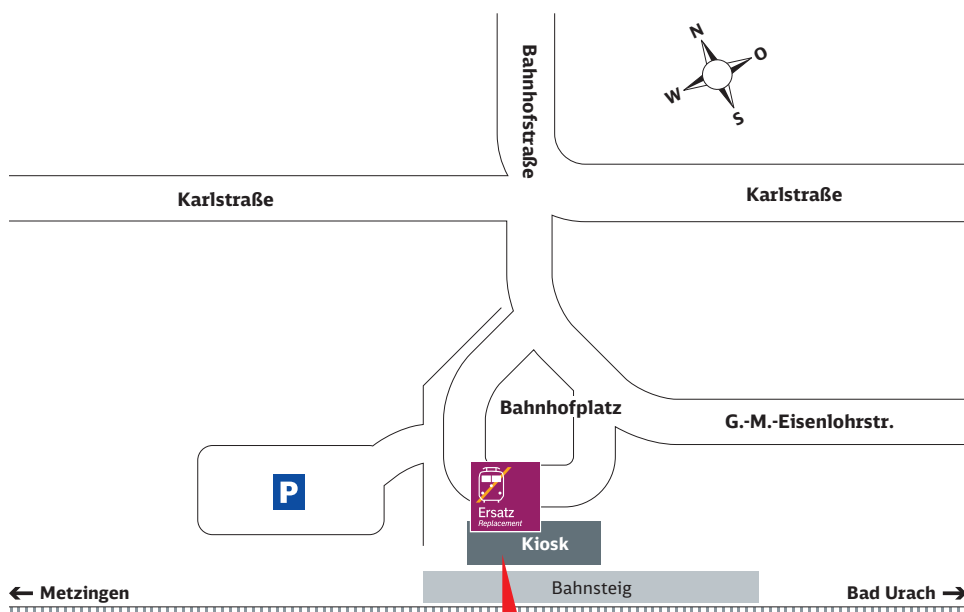 Bahnhofstraße
N
O
W
S
Karlstraße
Karlstraße
Bahnhofplatz
G.-M.-Eisenlohrstr.
P
Ersatz
Replacement
Kiosk
Bahnsteig
← Metzingen
Bad Urach →